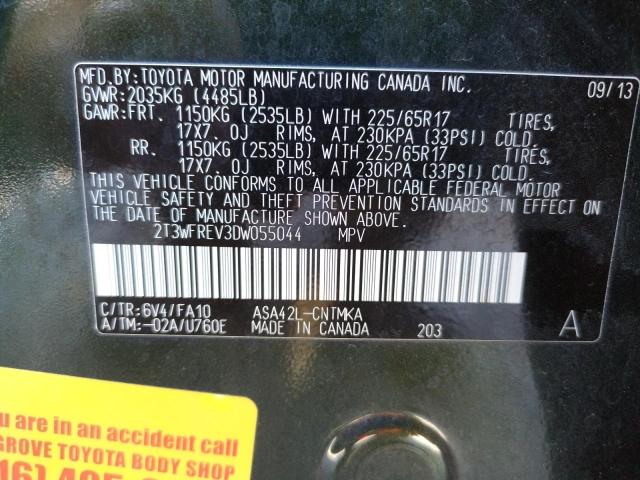 MFD.BY:TOYOTA MOTOR MANUFACTURING CANADA INC. 09/13
GVWR:2035KG (4485LB)
GAWR:FRT. 1150KG (2535LB) WITH 225/65R17 TIRES,
17X7.0J RIMS, AT 230KPA (33PSI) COLD.
RR. 1150KG (2535LB) WITH 225/65R17 TIRES,
17X7.0J RIMS, AT 230KPA (33PSI) COLD.
THIS VEHICLE CONFORMS TO ALL APPLICABLE FEDERAL MOTOR
VEHICLE SAFETY AND THEFT PREVENTION STANDARDS IN EFFECT ON
THE DATE OF MANUFACTURE SHOWN ABOVE.
2T3WFREV3DW055044 MPV
C/TR:6V4/FA10 ASA42L-CNTMKA
A/TM:-02A/U760E MADE IN CANADA 203 A
ou are in an accident call
GROVE TOYOTA BODY SHOP